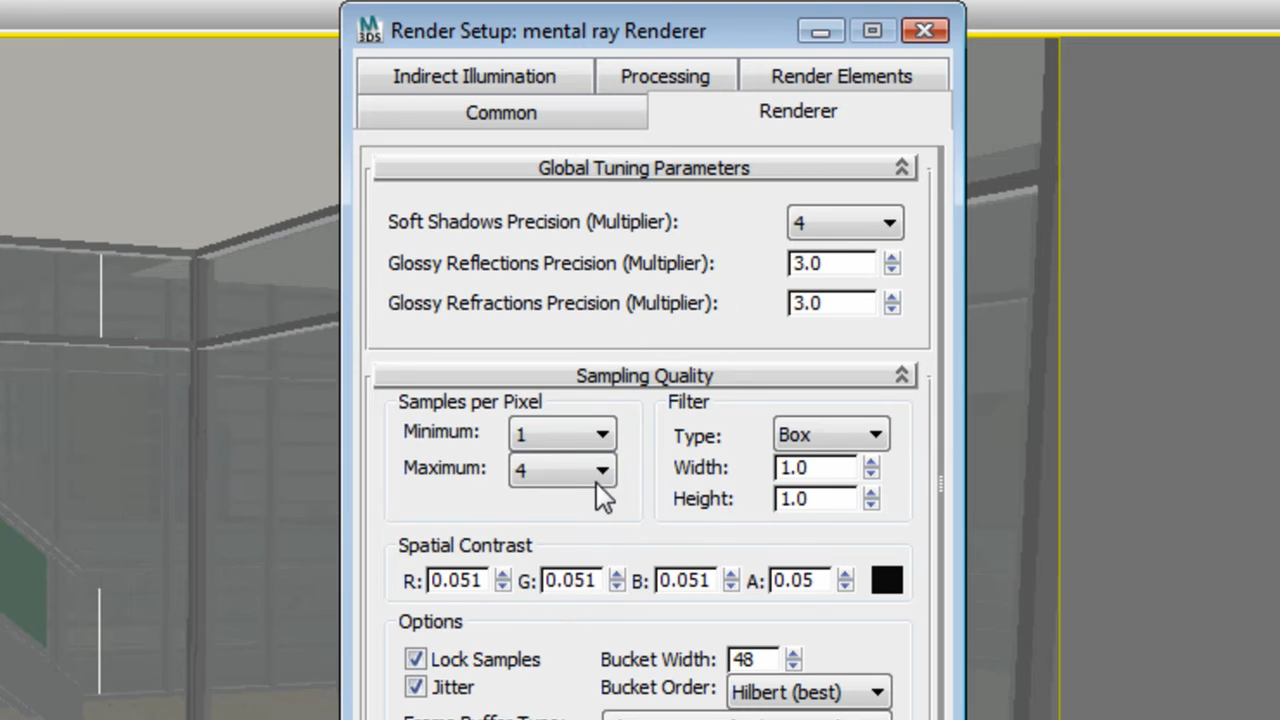 M
3DS
Render Setup: mental ray Renderer
Indirect Illumination
Processing
Render Elements
Common
Renderer
Global Tuning Parameters
Soft Shadows Precision (Multiplier): 4
Glossy Reflections Precision (Multiplier): 3.0
Glossy Refractions Precision (Multiplier): 3.0
Sampling Quality
Samples per Pixel
Minimum: 1
Maximum: 4
Filter
Type: Box
Width: 1.0
Height: 1.0
Spatial Contrast
R: 0.051 G: 0.051 B: 0.051 A: 0.05
Options
Lock Samples
Jitter
Bucket Width: 48
Bucket Order: Hilbert (best)